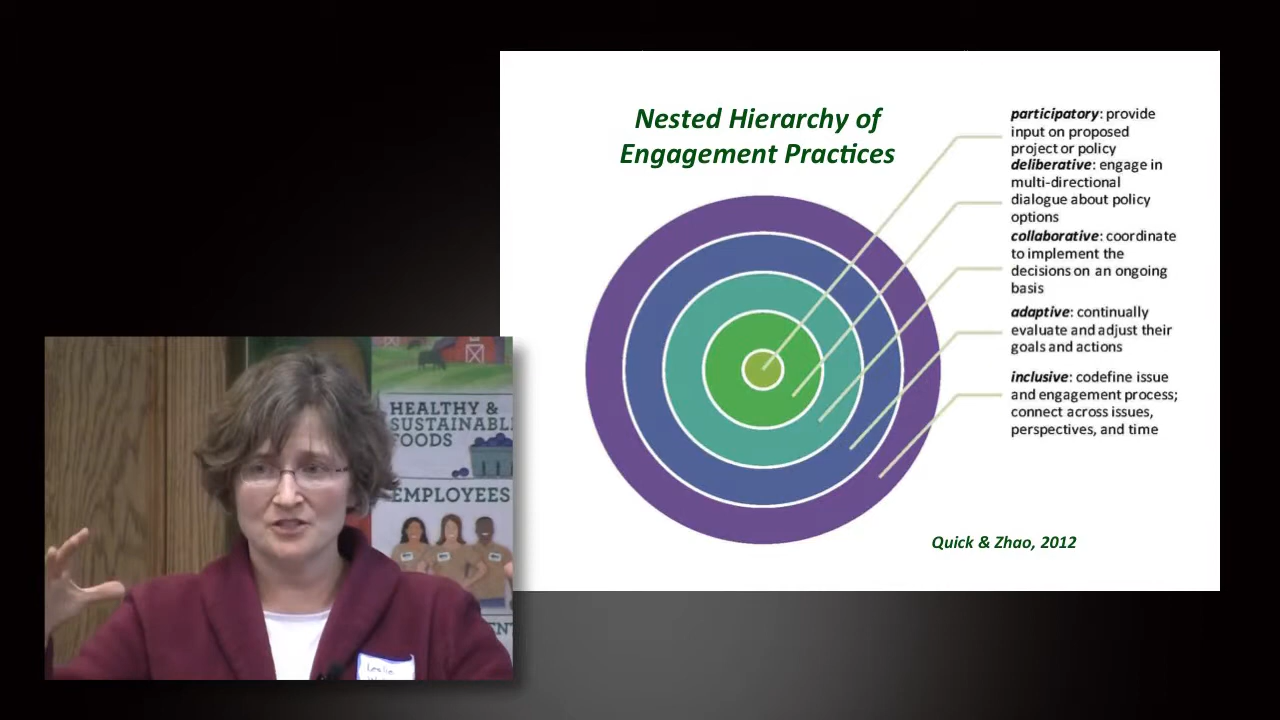 Nested Hierarchy of
Engagement Practices
participatory: provide
input on proposed
project or policy
deliberative: engage in
multi-directional
dialogue about policy
options
collaborative: coordinate
to implement the
decisions on an ongoing
basis
adaptive: continually
evaluate and adjust their
goals and actions
inclusive: codefine issue
and engagement process;
connect across issues,
perspectives, and time
Quick & Zhao, 2012
HEALTHY &
SUSTAINABL
FOODS
EMPLOYEES
Leslie